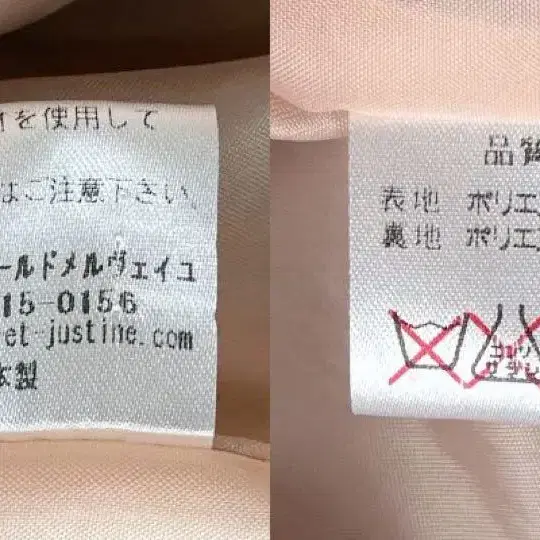 を使用して
はご注意下さい。
ールドメルヴェイユ
15-0156
et-justine.com
本製
品質
表地 ポリエ
裏地 ポリエ